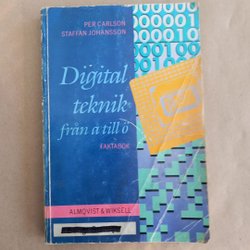 PER CARLSON
STAFFAN JOHANSSON
Digital
teknik
från a till ö
FAKTABOK
ALMQVIST & WIKSELL